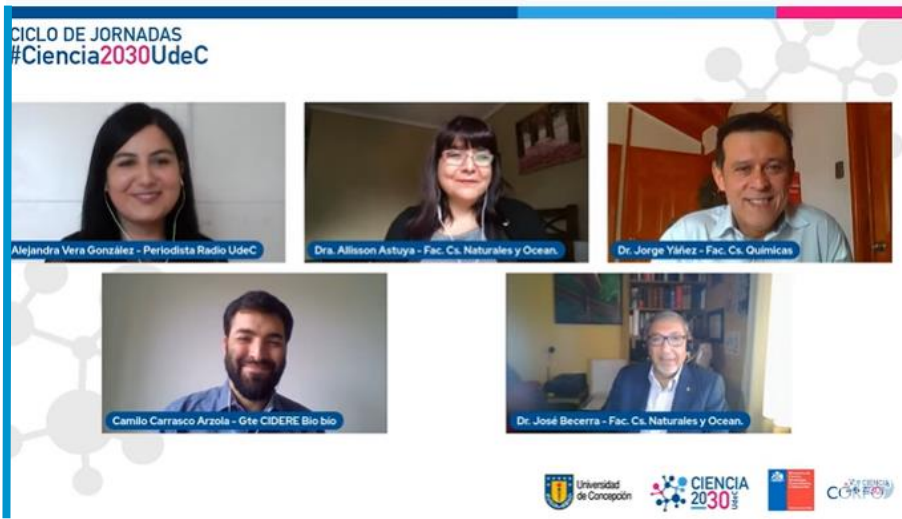 CICLO DE JORNADAS
#Ciencia2030UdeC
Alejandra Vera González - Periodista Radio UdeC
Dra. Allisson Astuya - Fac. Cs. Naturales y Ocean.
Dr. Jorge Yáñez - Fac. Cs. Químicas
Camilo Carrasco Arzola - Gte CIDERE Bio bio
Dr. José Becerra - Fac. Cs. Naturales y Ocean.
Universidad
de Concepción
CIENCIA
2030 UdeC
CORFO